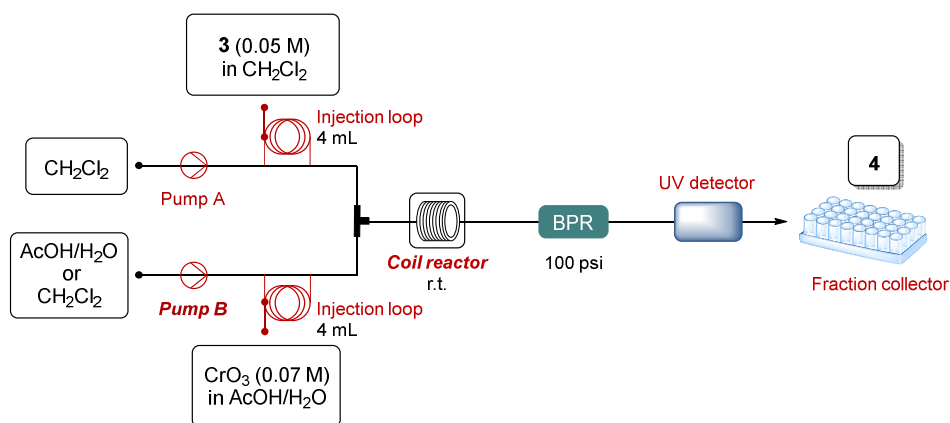 3 (0.05 M)
in CH₂Cl₂
Injection loop
4 mL
CH₂Cl₂
Pump A
4
UV detector
BPR
100 psi
Coil reactor
r.t.
Fraction collector
AcOH/H₂O
or
CH₂Cl₂
Pump B
Injection loop
4 mL
CrO₃ (0.07 M)
in AcOH/H₂O